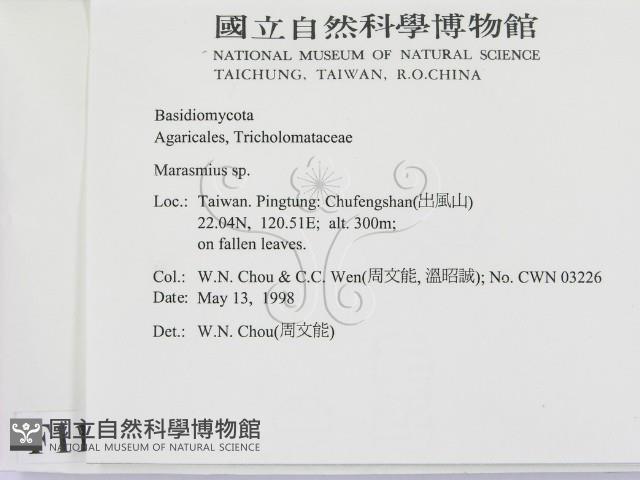 國立自然科學博物館
NATIONAL MUSEUM OF NATURAL SCIENCE
TAICHUNG, TAIWAN, R.O.CHINA
Basidiomycota
Agaricales, Tricholomataceae
Marasmius sp.
Loc.: Taiwan. Pingtung: Chufengshan(出風山)
22.04N, 120.51E; alt. 300m;
on fallen leaves.
Col.: W.N. Chou & C.C. Wen(周文能, 溫昭誠); No. CWN 03226
Date: May 13, 1998
Det.: W.N. Chou(周文能)
國立自然科學博物館
NATIONAL MUSEUM OF NATURAL SCIENCE